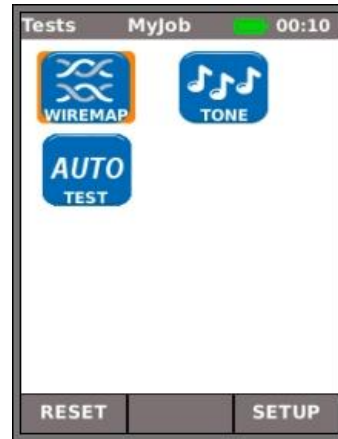 Tests MyJob 00:10
WIREMAP TONE
AUTO
TEST
RESET SETUP